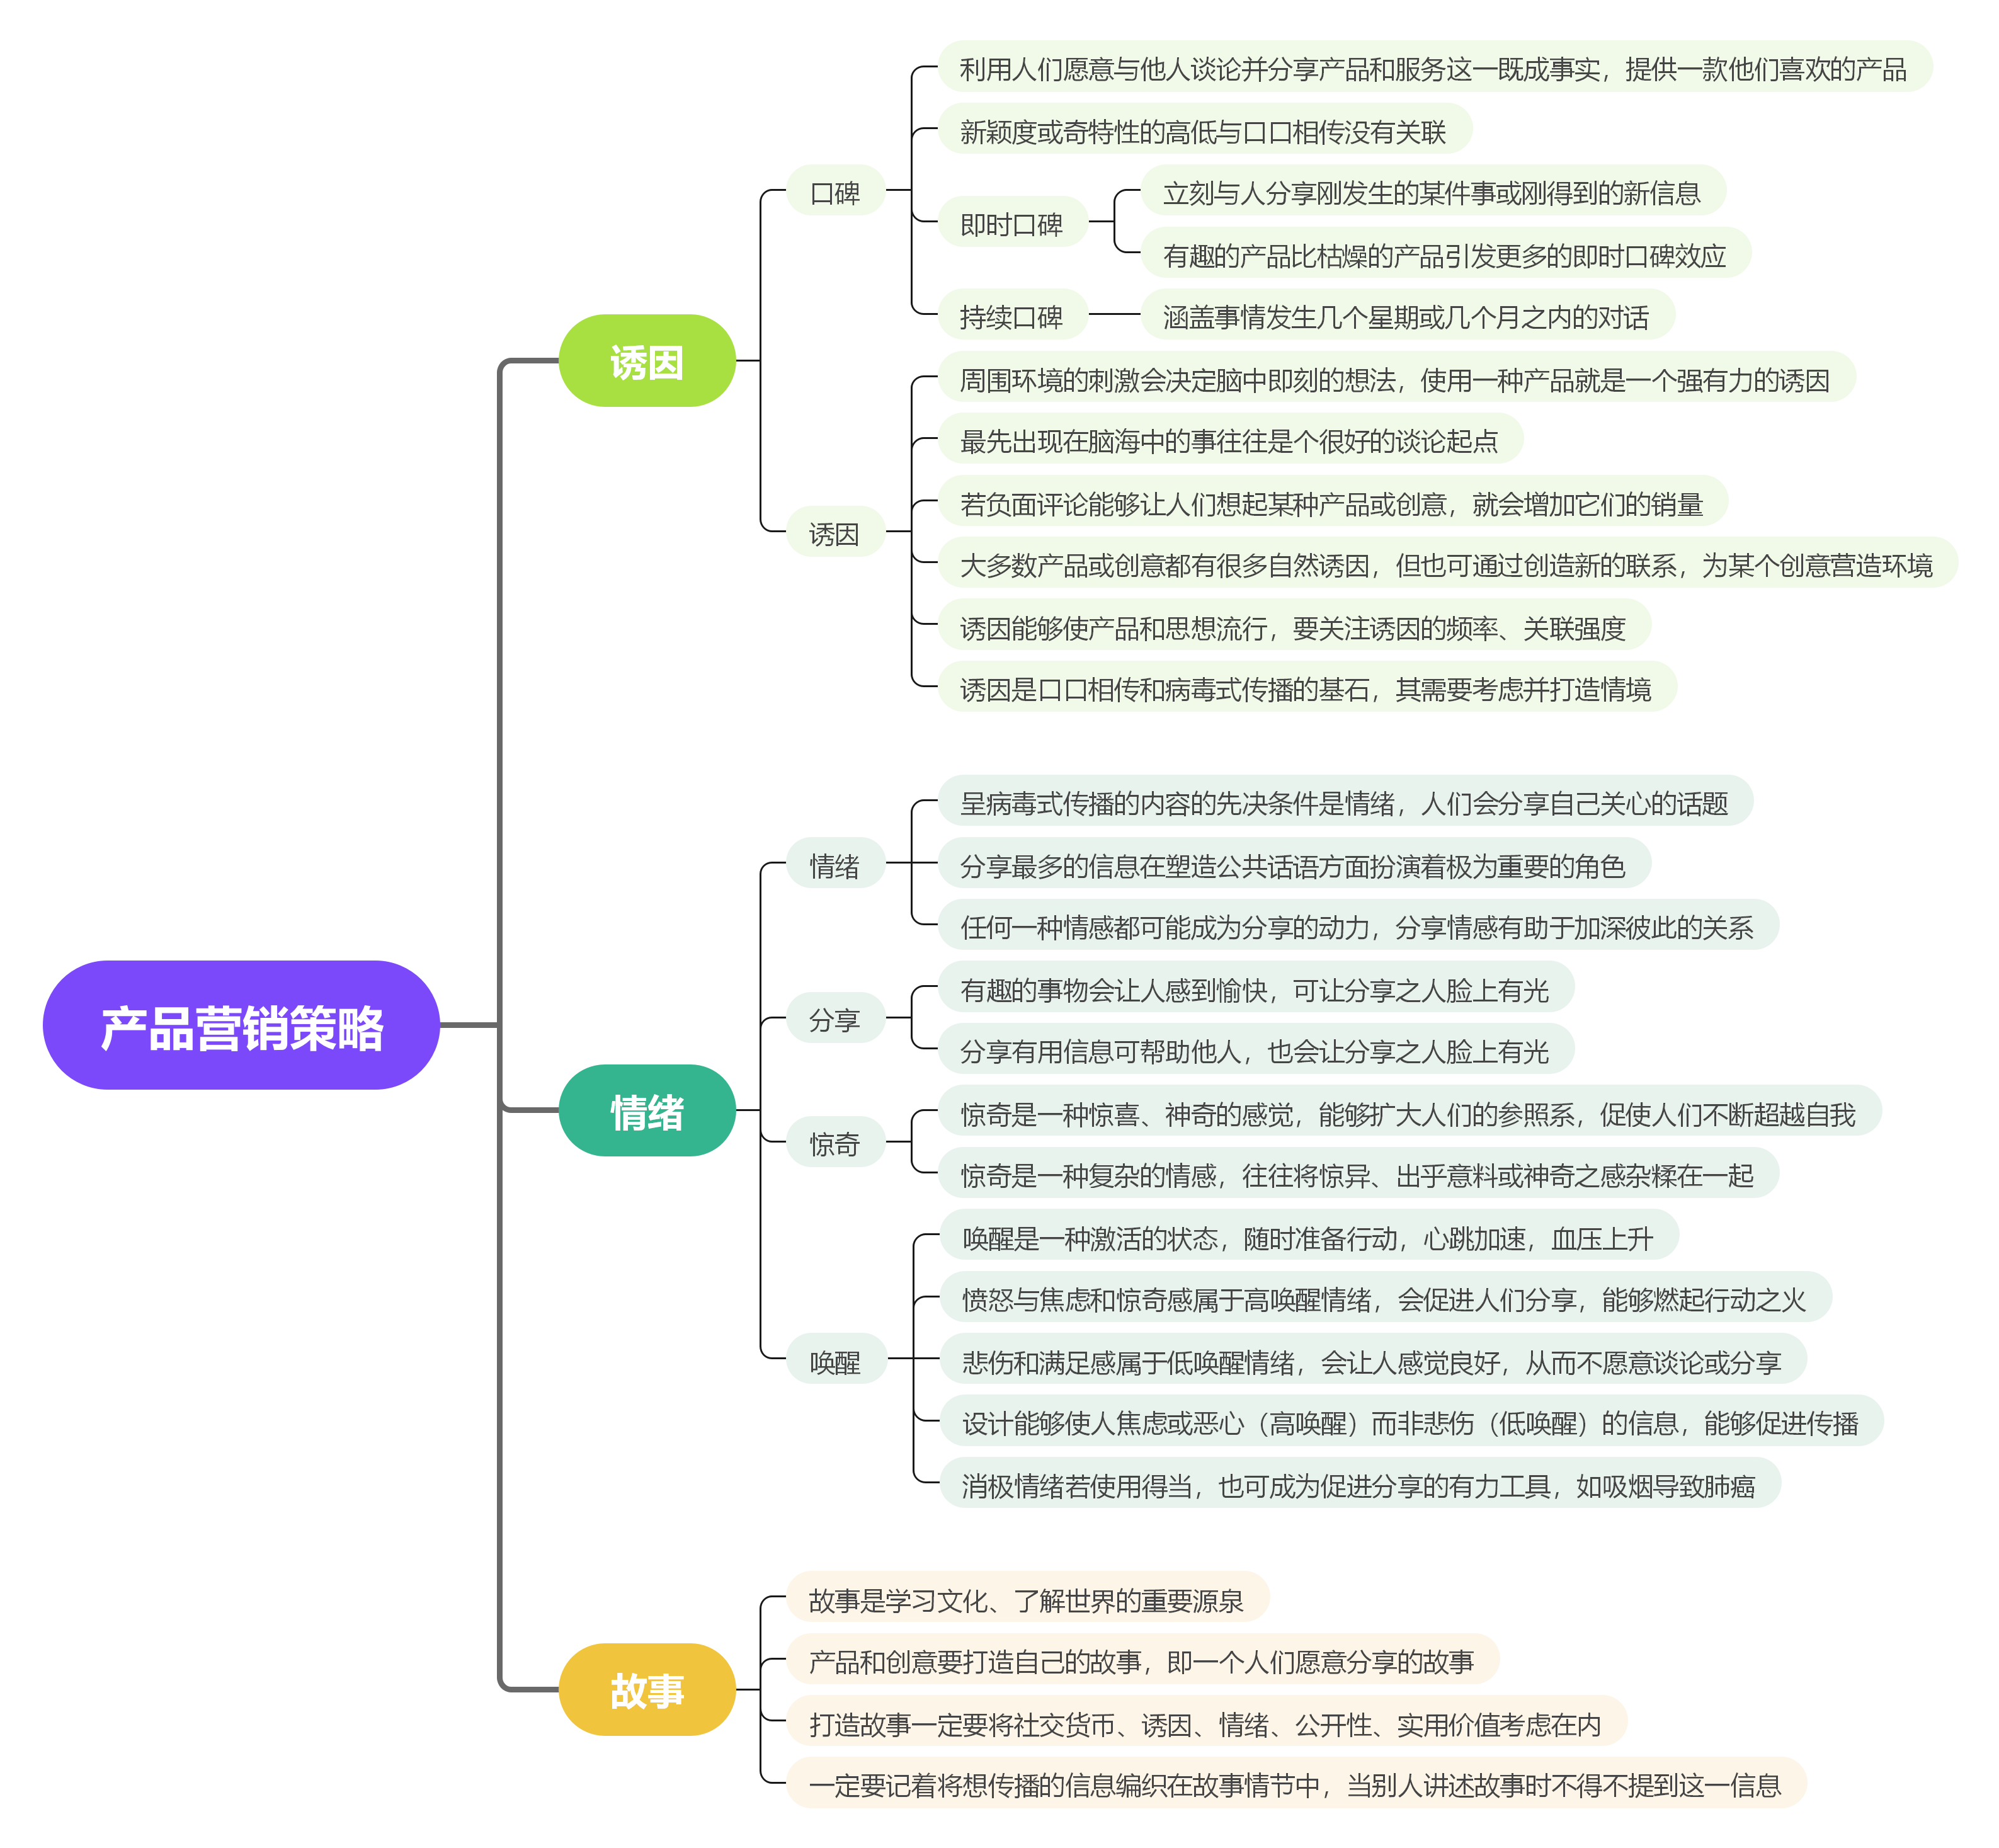 产品营销策略
诱因
口碑
利用人们愿意与他人谈论并分享产品和服务这一既成事实，提供一款他们喜欢的产品
新颖度或奇特性的高低与口口相传没有关联
即时口碑
立刻与人分享刚发生的某件事或刚得到的新信息
有趣的产品比枯燥的产品引发更多的即时口碑效应
持续口碑
涵盖事情发生几个星期或几个月之内的对话
诱因
周围环境的刺激会决定脑中即刻的想法，使用一种产品就是一个强有力的诱因
最先出现在脑海中的事往往是个很好的谈论起点
若负面评论能够让人们想起某种产品或创意，就会增加它们的销量
大多数产品或创意都有很多自然诱因，但也可通过创造新的联系，为某个创意营造环境
诱因能够使产品和思想流行，要关注诱因的频率、关联强度
诱因是口口相传和病毒式传播的基石，其需要考虑并打造情境
情绪
情绪
呈病毒式传播的内容的先决条件是情绪，人们会分享自己关心的话题
分享最多的信息在塑造公共话语方面扮演着极为重要的角色
任何一种情感都可能成为分享的动力，分享情感有助于加深彼此的关系
分享
有趣的事物会让人感到愉快，可让分享之人脸上有光
分享有用信息可帮助他人，也会让分享之人脸上有光
惊奇
惊奇是一种惊喜、神奇的感觉，能够扩大人们的参照系，促使人们不断超越自我
惊奇是一种复杂的情感，往往将惊异、出乎意料或神奇之感杂糅在一起
唤醒
唤醒是一种激活的状态，随时准备行动，心跳加速，血压上升
愤怒与焦虑和惊奇感属于高唤醒情绪，会促进人们分享，能够燃起行动之火
悲伤和满足感属于低唤醒情绪，会让人感觉良好，从而不愿意谈论或分享
设计能够使人焦虑或恶心（高唤醒）而非悲伤（低唤醒）的信息，能够促进传播
消极情绪若使用得当，也可成为促进分享的有力工具，如吸烟导致肺癌
故事
故事是学习文化、了解世界的重要源泉
产品和创意要打造自己的故事，即一个人们愿意分享的故事
打造故事一定要将社交货币、诱因、情绪、公开性、实用价值考虑在内
一定要记着将想传播的信息编织在故事情节中，当别人讲述故事时不得不提到这一信息